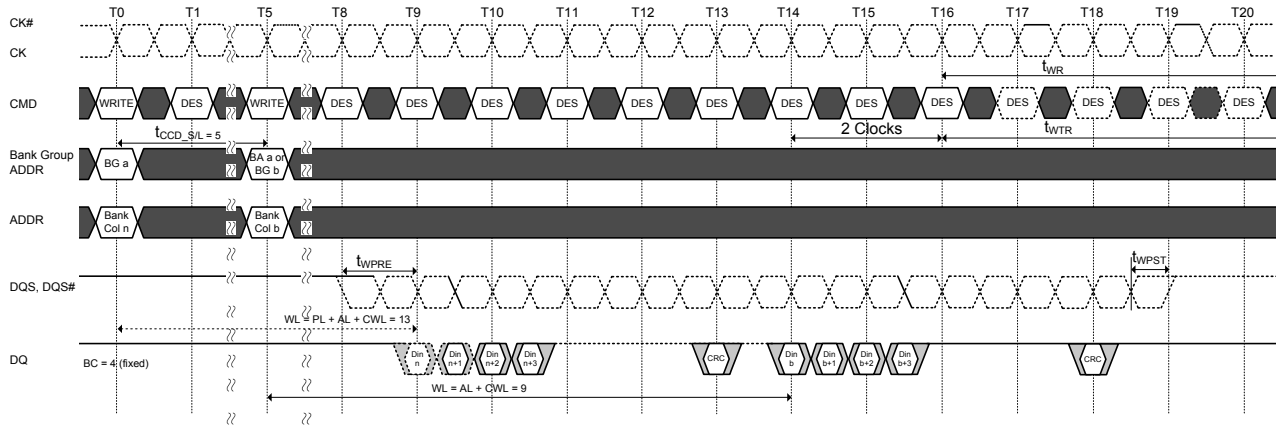 T0 T1 T5 T8 T9 T10 T11 T12 T13 T14 T15 T16 T17 T18 T19 T20
CK#
CK
tWR
CMD WRITE DES WRITE DES DES DES DES DES DES DES DES DES DES DES DES DES
tCCD_S/L = 5 2 Clocks tWTR
Bank Group
ADDR
BG a
BA a or
BG b
ADDR
Bank
Col n
Bank
Col b
tWPRE tWPST
DQS, DQS#
WL = PL + AL + CWL = 13
DQ
BC = 4 (fixed)
Din
n
Din
n+1
Din
n+2
Din
n+3
CRC
Din
b
Din
b+1
Din
b+2
Din
b+3
CRC
WL = AL + CWL = 9